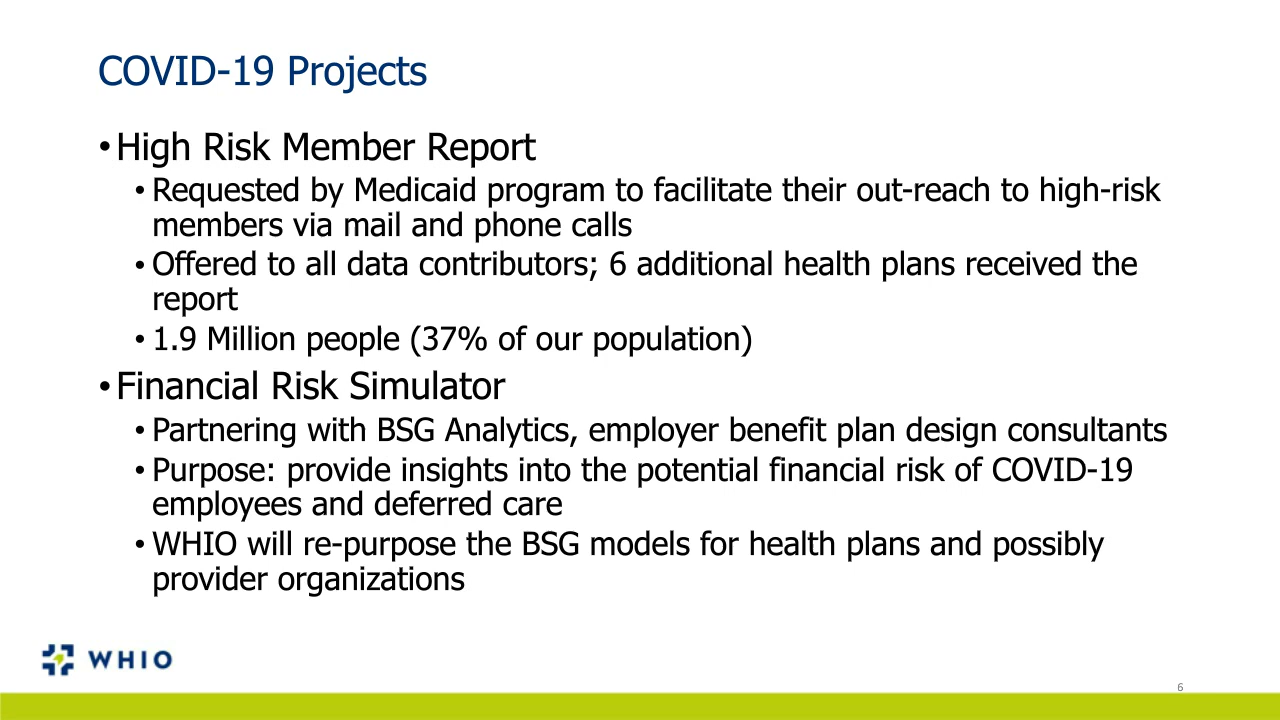 COVID-19 Projects
•High Risk Member Report
• Requested by Medicaid program to facilitate their out-reach to high-risk
members via mail and phone calls
• Offered to all data contributors; 6 additional health plans received the
report
• 1.9 Million people (37% of our population)
•Financial Risk Simulator
• Partnering with BSG Analytics, employer benefit plan design consultants
• Purpose: provide insights into the potential financial risk of COVID-19
employees and deferred care
• WHIO will re-purpose the BSG models for health plans and possibly
provider organizations
WHIO
6